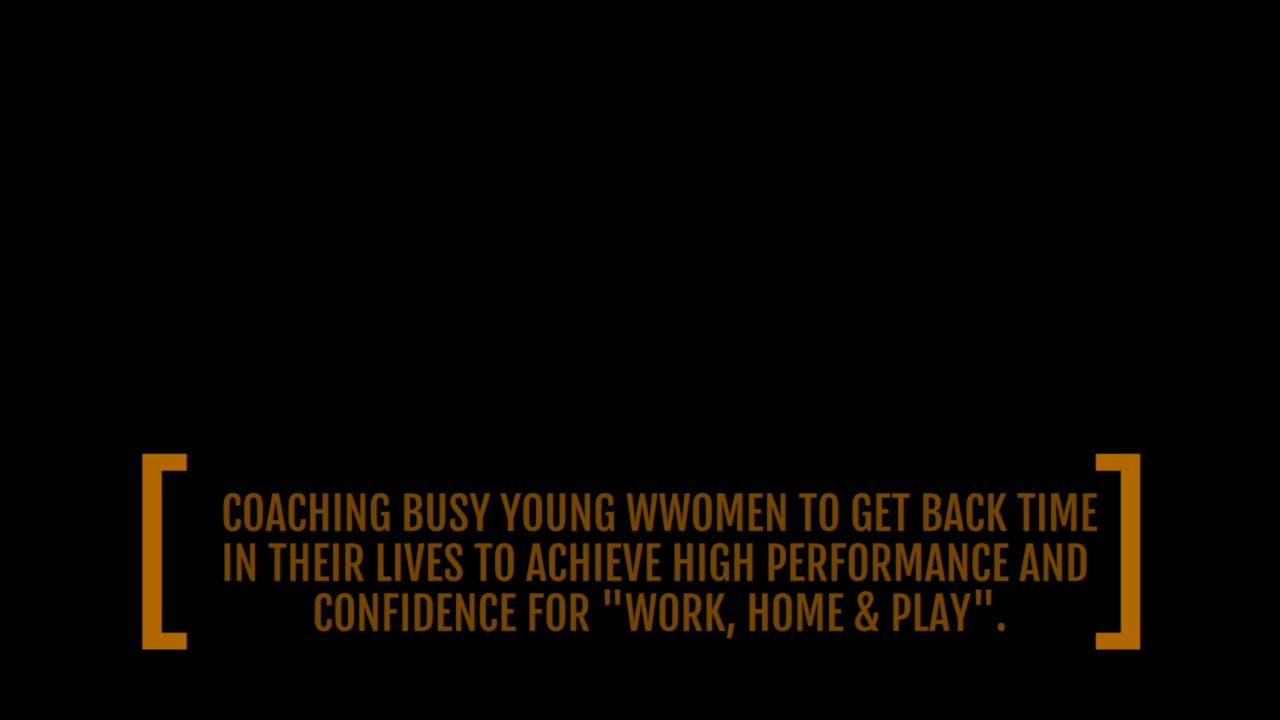 COACHING BUSY YOUNG WWOMEN TO GET BACK TIME
IN THEIR LIVES TO ACHIEVE HIGH PERFORMANCE AND
CONFIDENCE FOR "WORK, HOME & PLAY".